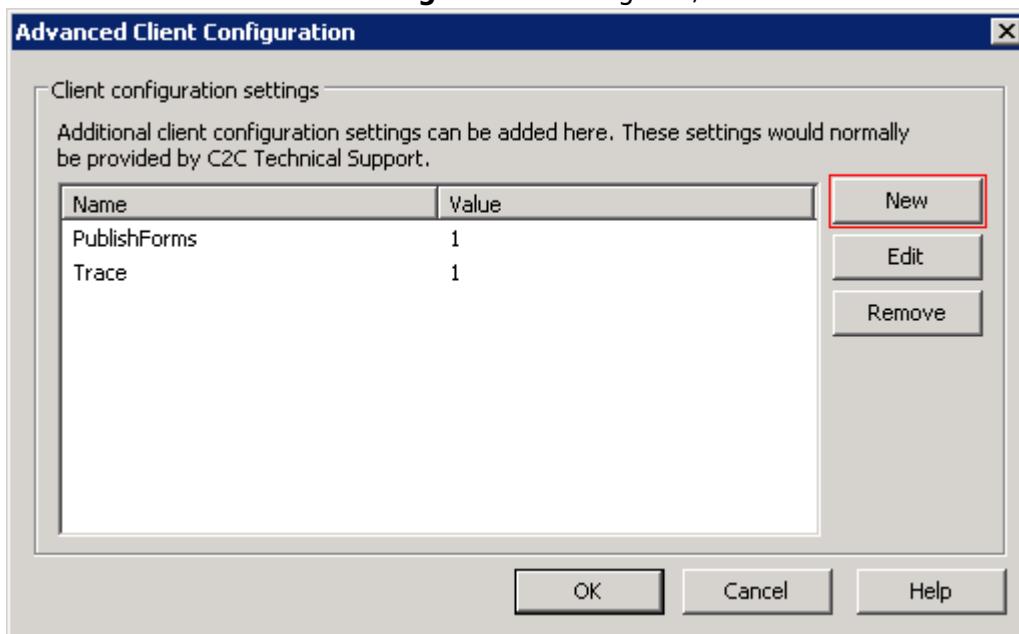 Advanced Client Configuration
Client configuration settings
Additional client configuration settings can be added here. These settings would normally
be provided by C2C Technical Support.
Name Value
New
PublishForms 1
Edit
Trace 1
Remove
OK Cancel Help